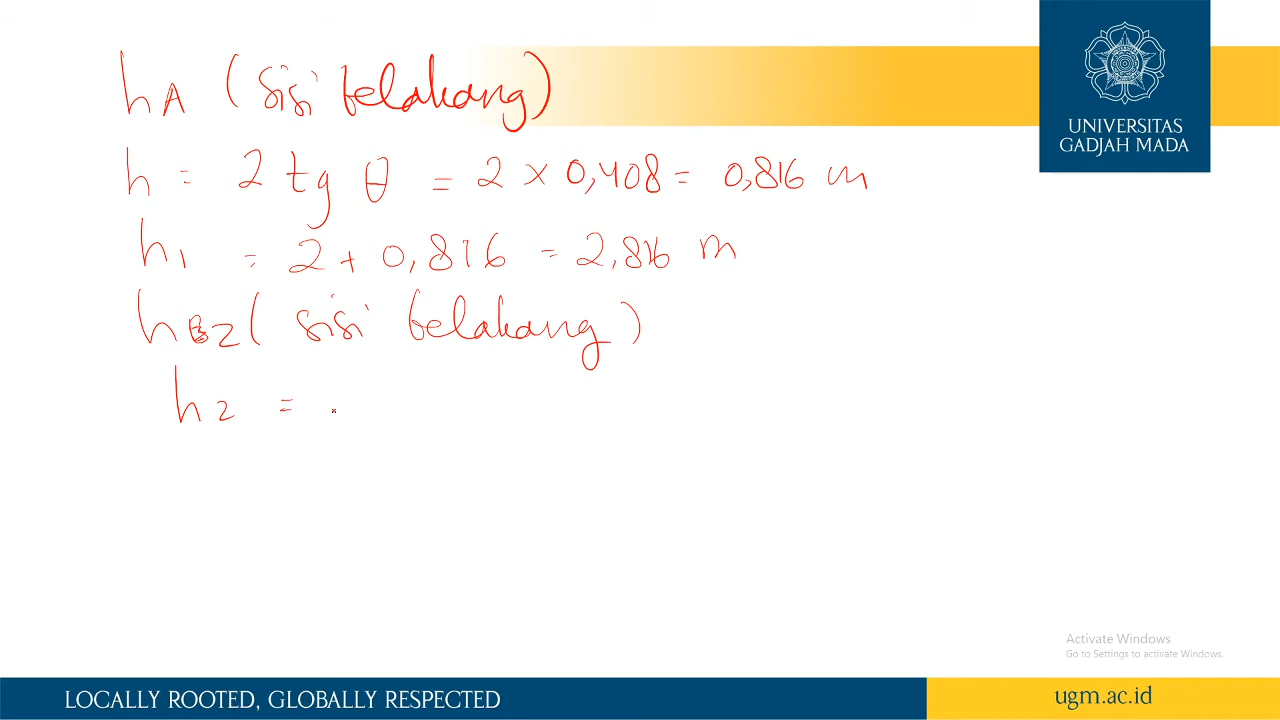 hA (sisi belakang)
h = 2 tg θ = 2 x 0,408 = 0,816 m
h1 = 2 + 0,816 = 2,816 m
hB2 (sisi belakang)
h2 =
UNIVERSITAS
GADJAH MADA
Activate Windows
Go to Settings to activate Windows.
LOCALLY ROOTED, GLOBALLY RESPECTED
ugm.ac.id